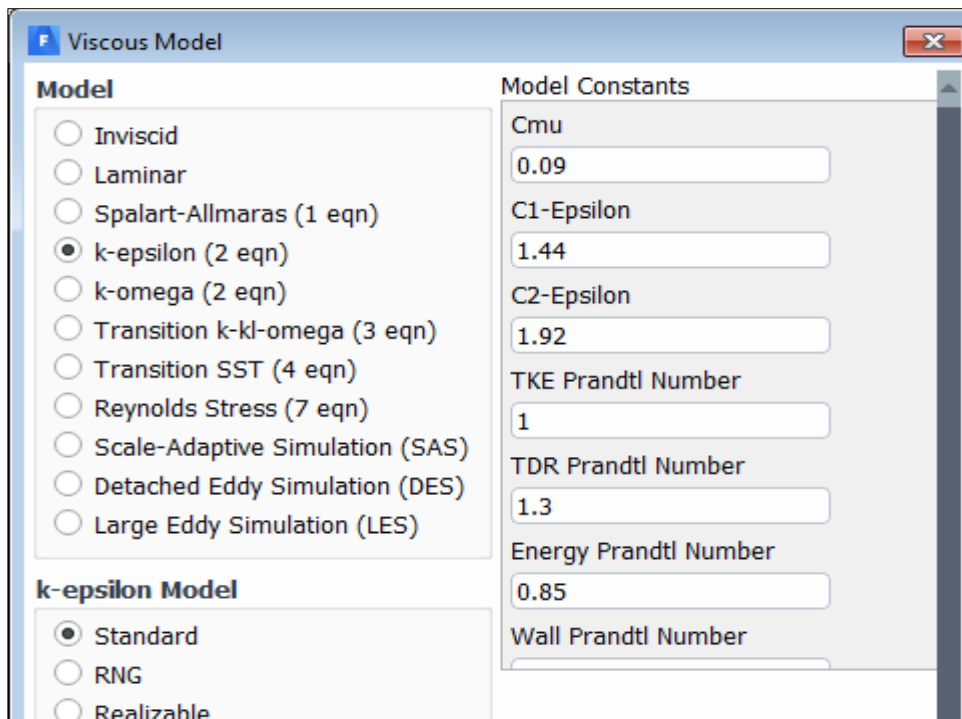 F Viscous Model
Model
Inviscid
Laminar
Spalart-Allmaras (1 eqn)
k-epsilon (2 eqn)
k-omega (2 eqn)
Transition k-kl-omega (3 eqn)
Transition SST (4 eqn)
Reynolds Stress (7 eqn)
Scale-Adaptive Simulation (SAS)
Detached Eddy Simulation (DES)
Large Eddy Simulation (LES)
k-epsilon Model
Standard
RNG
Realizable
Model Constants
Cmu
0.09
C1-Epsilon
1.44
C2-Epsilon
1.92
TKE Prandtl Number
1
TDR Prandtl Number
1.3
Energy Prandtl Number
0.85
Wall Prandtl Number